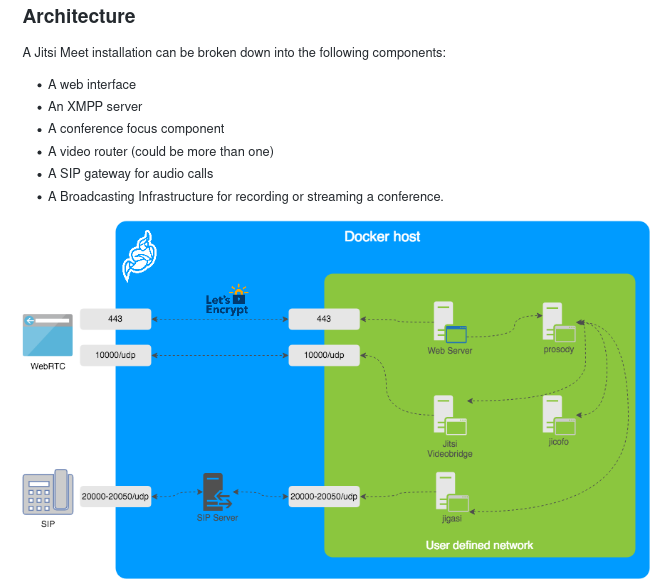 Architecture
A Jitsi Meet installation can be broken down into the following components:
• A web interface
• An XMPP server
• A conference focus component
• A video router (could be more than one)
• A SIP gateway for audio calls
• A Broadcasting Infrastructure for recording or streaming a conference.
Docker host
Let's
Encrypt
443
443
10000/udp
10000/udp
WebRTC
Web Server
prosody
Jitsi
Videobridge
jicofo
20000-20050/udp
20000-20050/udp
SIP
SIP Server
jigasi
User defined network